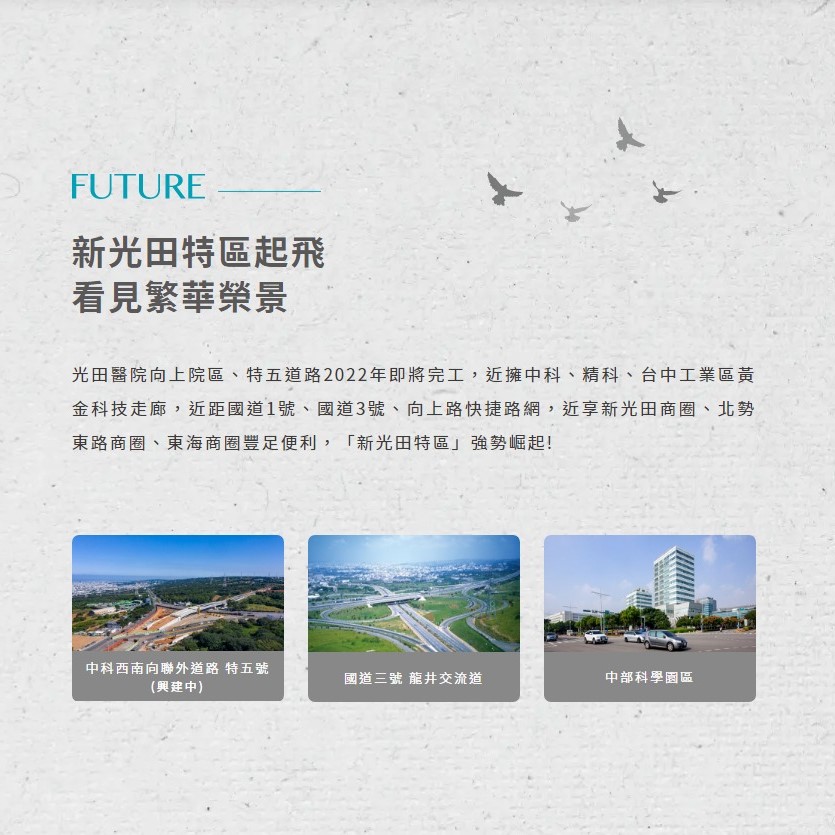 FUTURE
新光田特區起飛
看見繁華榮景
光田醫院向上院區、特五道路2022年即將完工，近擁中科、精科、台中工業區黃
金科技走廊，近距國道1號、國道3號、向上路快捷路網，近享新光田商圈、北勢
東路商圈、東海商圈豐足便利，「新光田特區」強勢崛起!
中科西南向聯外道路 特五號
(興建中)
國道三號 龍井交流道
中部科學園區